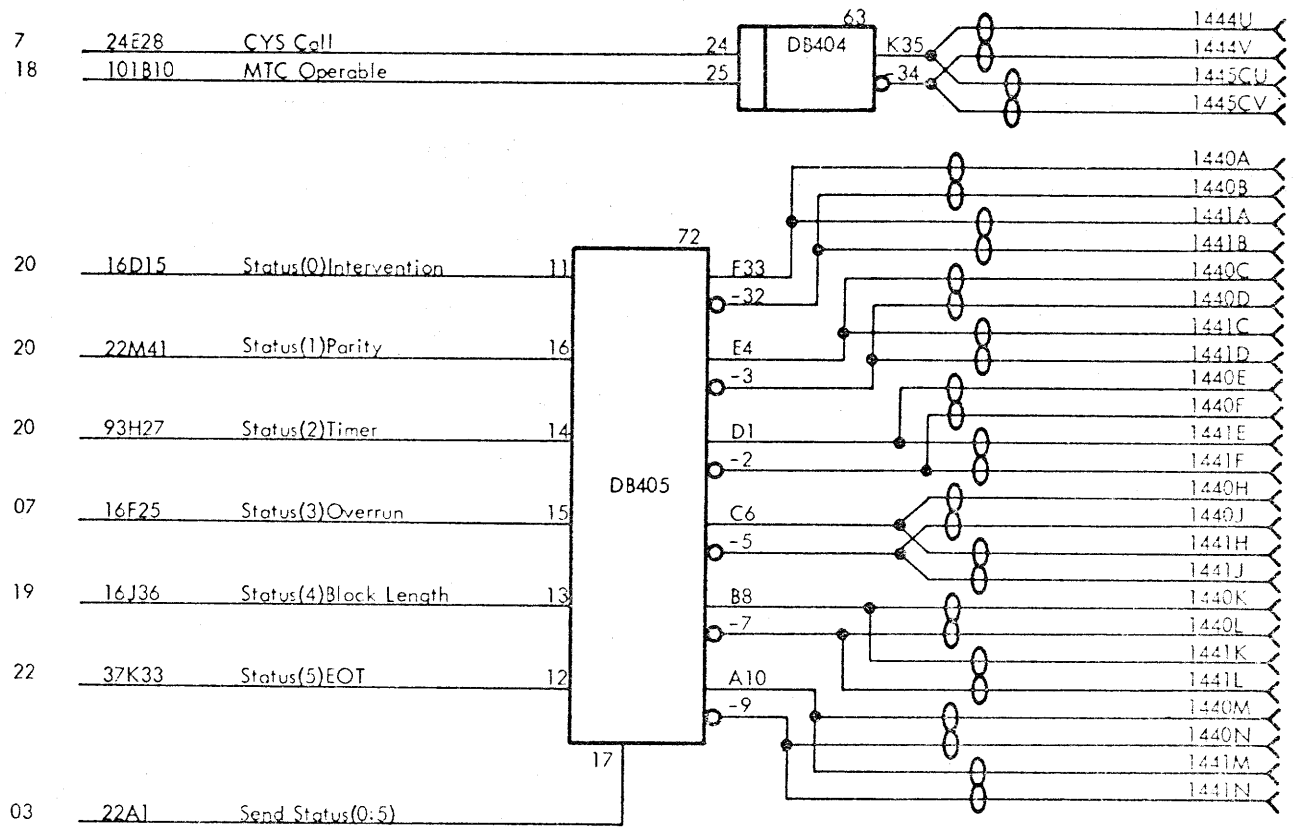 63
1444U
7 24E28 CYS Call 24 DB404 K35 1444V
18 101B10 MTC Operable 25 -34 1445CU
1445CV
1440A
1440B
1441A
72 1441B
20 16D15 Status(0)Intervention 11 F33 1440C
-32 1440D
1441C
20 22M41 Status(1)Parity 16 E4 1441D
-3 1440E
1440F
20 93H27 Status(2)Timer 14 D1 1441E
-2 1441F
DB405 1440H
07 16F25 Status(3)Overrun 15 C6 1440J
-5 1441H
1441J
19 16J36 Status(4)Block Length 13 B8 1440K
-7 1440L
1441K
22 37K33 Status(5)EOT 12 A10 1441L
-9 1440M
1440N
17 1441M
1441N
03 22A1 Send Status(0:5)